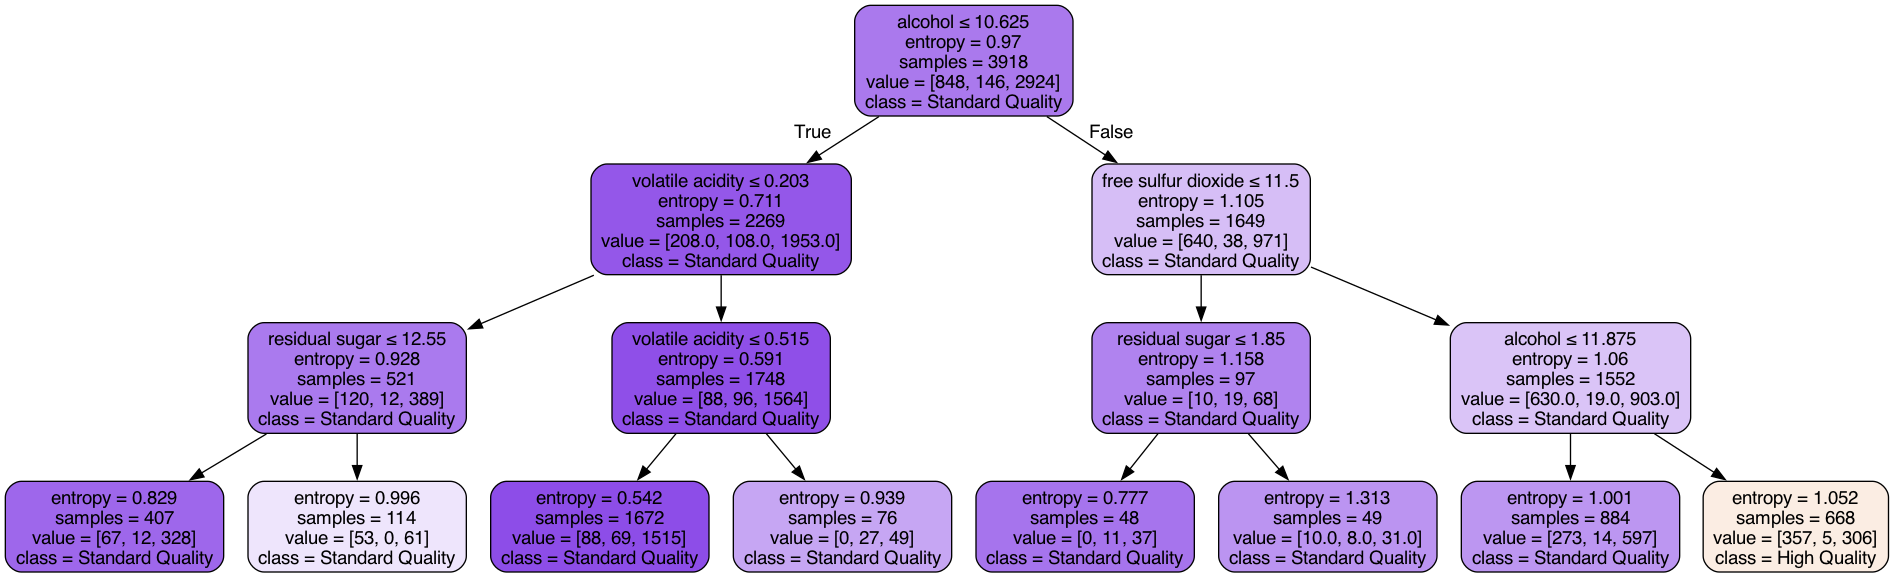 alcohol ≤ 10.625
entropy = 0.97
samples = 3918
value = [848, 146, 2924]
class = Standard Quality
True
False
volatile acidity ≤ 0.203
entropy = 0.711
samples = 2269
value = [208.0, 108.0, 1953.0]
class = Standard Quality
free sulfur dioxide ≤ 11.5
entropy = 1.105
samples = 1649
value = [640, 38, 971]
class = Standard Quality
residual sugar ≤ 12.55
entropy = 0.928
samples = 521
value = [120, 12, 389]
class = Standard Quality
volatile acidity ≤ 0.515
entropy = 0.591
samples = 1748
value = [88, 96, 1564]
class = Standard Quality
residual sugar ≤ 1.85
entropy = 1.158
samples = 97
value = [10, 19, 68]
class = Standard Quality
alcohol ≤ 11.875
entropy = 1.06
samples = 1552
value = [630.0, 19.0, 903.0]
class = Standard Quality
entropy = 0.829
samples = 407
value = [67, 12, 328]
class = Standard Quality
entropy = 0.996
samples = 114
value = [53, 0, 61]
class = Standard Quality
entropy = 0.542
samples = 1672
value = [88, 69, 1515]
class = Standard Quality
entropy = 0.939
samples = 76
value = [0, 27, 49]
class = Standard Quality
entropy = 0.777
samples = 48
value = [0, 11, 37]
class = Standard Quality
entropy = 1.313
samples = 49
value = [10.0, 8.0, 31.0]
class = Standard Quality
entropy = 1.001
samples = 884
value = [273, 14, 597]
class = Standard Quality
entropy = 1.052
samples = 668
value = [357, 5, 306]
class = High Quality